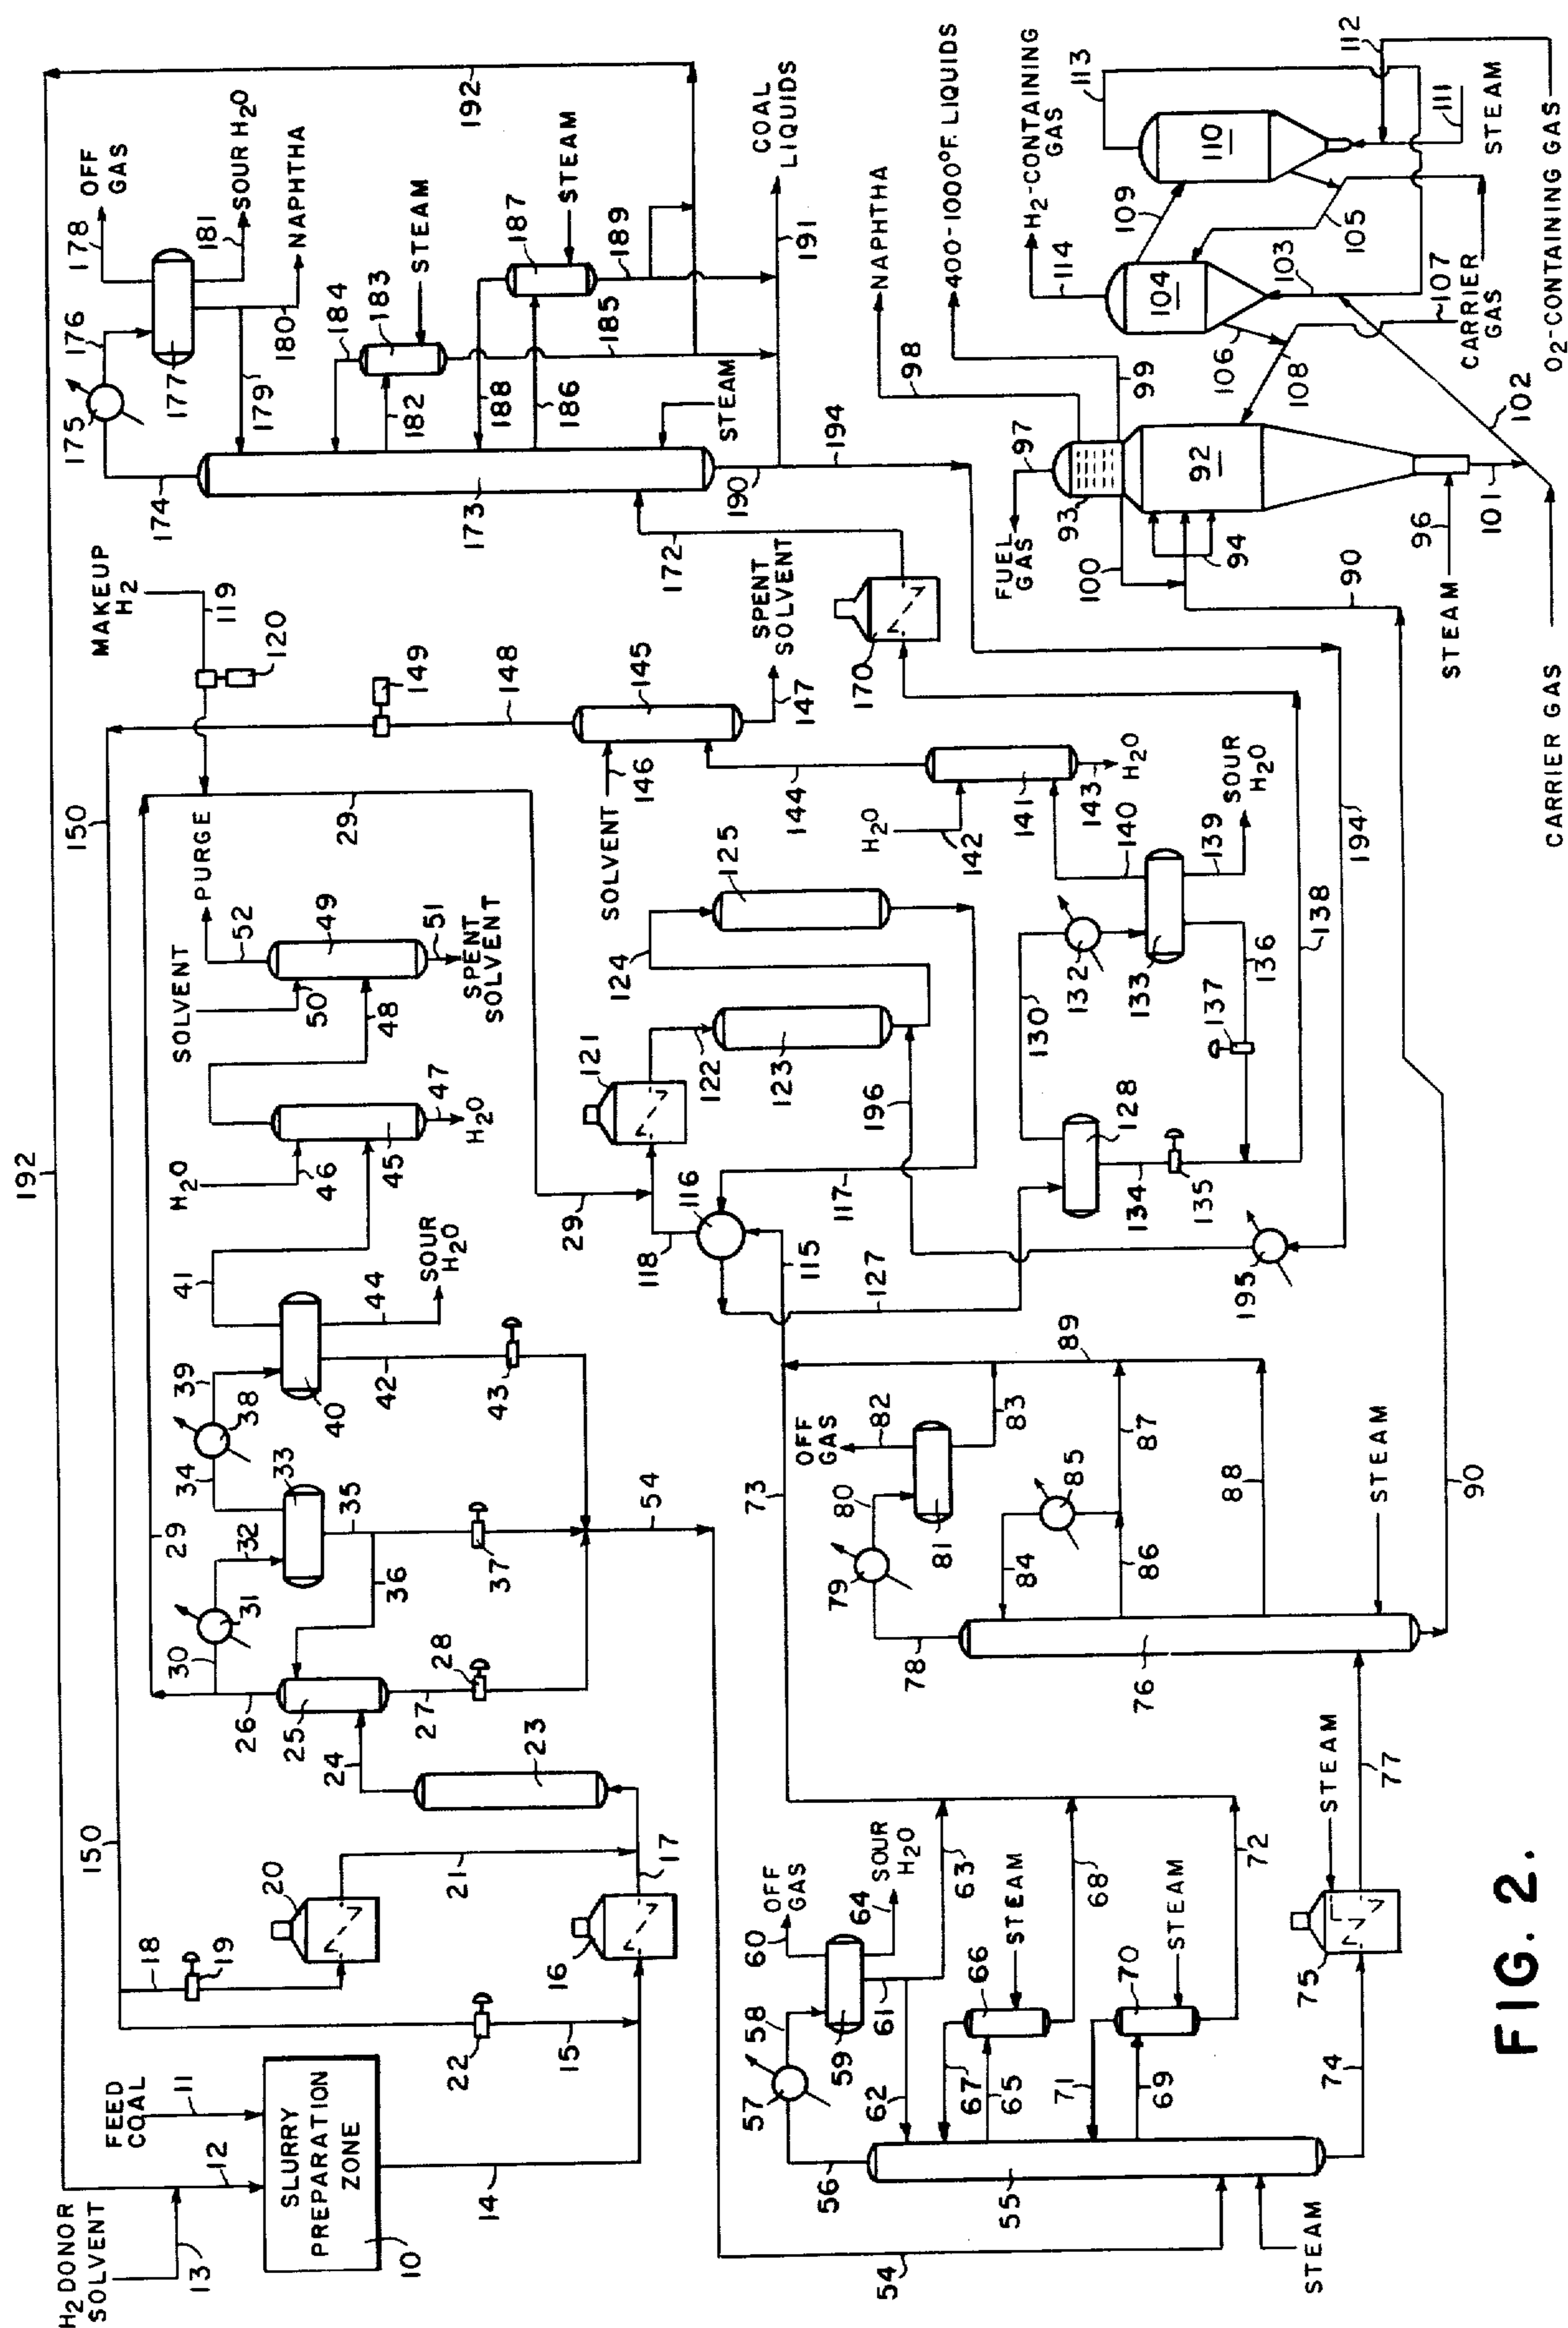 192
150
29
H2 DONOR
SOLVENT
13
FEED
COAL
11
12
SLURRY
PREPARATION
ZONE
10
14
150
18
19
20
21
22
15
16
17
23
24
25
26
27
28
29
30
31
32
33
34
35
36
37
38
39
40
41
42
43
44
SOUR
H2O
H2O
46
45
47
H2O
48
SOLVENT
50
49
51
SPENT
SOLVENT
52
PURGE
29
54
MAKEUP
H2
119
120
149
148
145
SOLVENT
146
147
SPENT
SOLVENT
144
H2O
142
141
143
H2O
140
SOUR
H2O
139
133
132
130
136
137
128
134
135
138
194
121
122
123
124
125
196
116
117
118
29
115
127
195
54
55
STEAM
56
57
58
59
OFF
GAS
60
SOUR
H2O
64
61
62
63
66
STEAM
67
65
68
70
STEAM
71
69
72
73
74
75
STEAM
77
76
78
79
80
81
OFF
GAS
82
83
84
85
86
87
88
89
STEAM
90
174
175
176
177
178
OFF
GAS
181
SOUR H2O
180
NAPHTHA
179
173
184
183
STEAM
182
185
188
186
187
STEAM
189
192
STEAM
190
191
COAL
LIQUIDS
194
172
170
FUEL
GAS
97
93
92
94
100
90
98
NAPHTHA
99
400-1000°F. LIQUIDS
STEAM
96
101
102
CARRIER GAS
H2-CONTAINING
GAS
114
104
109
110
113
112
111
STEAM
105
103
106
108
107
CARRIER
GAS
O2-CONTAINING GAS
FIG. 2.